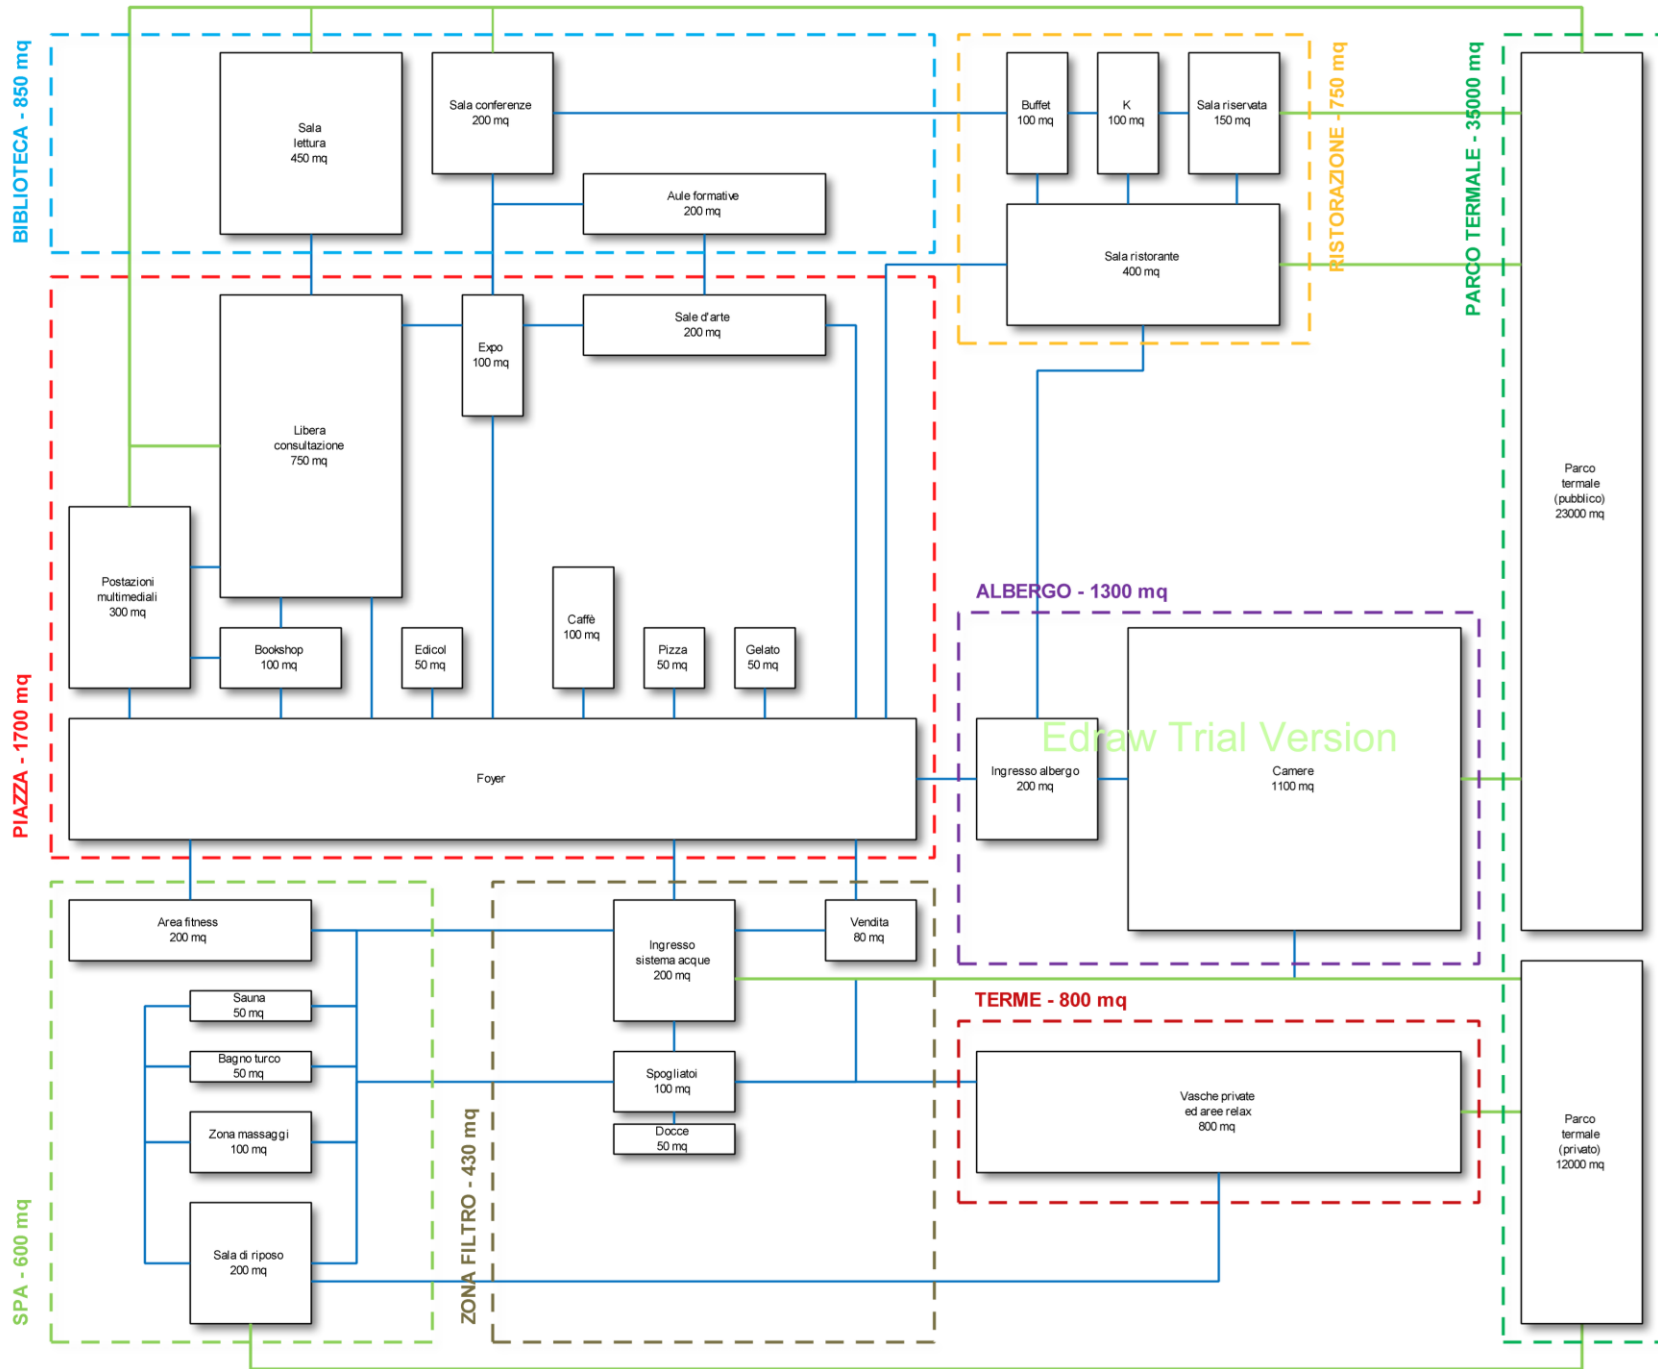 BIBLIOTECA - 850 mq
Sala
lettura
450 mq
Sala conferenze
200 mq
Aule formative
200 mq
Buffet
100 mq
K
100 mq
Sala riservata
150 mq
Sala ristorante
400 mq
RISTORAZIONE - 750 mq
PARCO TERMALE - 35000 mq
Parco
termale
(pubblico)
23000 mq
PIAZZA - 1700 mq
Libera
consultazione
750 mq
Expo
100 mq
Sale d'arte
200 mq
Postazioni
multimediali
300 mq
Bookshop
100 mq
Edicol
50 mq
Caffè
100 mq
Pizza
50 mq
Gelato
50 mq
Foyer
ALBERGO - 1300 mq
Ingresso albergo
200 mq
Camere
1100 mq
Edraw Trial Version
SPA - 600 mq
Area fitness
200 mq
Sauna
50 mq
Bagno turco
50 mq
Zona massaggi
100 mq
Sala di riposo
200 mq
ZONA FILTRO - 430 mq
Ingresso
sistema acque
200 mq
Vendita
80 mq
Spogliatoi
100 mq
Docce
50 mq
TERME - 800 mq
Vasche private
ed aree relax
800 mq
Parco
termale
(privato)
12000 mq